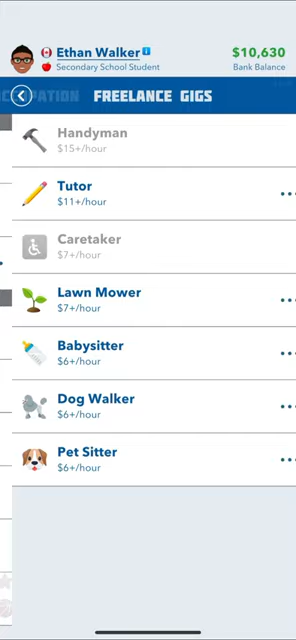 Ethan Walker
$10,630
Secondary School Student
Bank Balance
CUPATION
FREELANCE GIGS
Handyman
$15+/hour
Tutor
$11+/hour
Caretaker
$7+/hour
Lawn Mower
$7+/hour
Babysitter
$6+/hour
Dog Walker
$6+/hour
Pet Sitter
$6+/hour